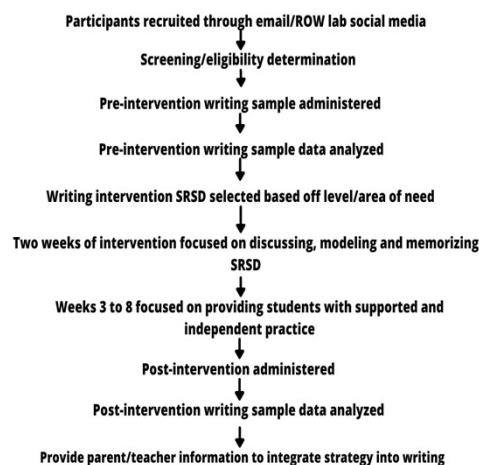 Participants recruited through email/ROW lab social media
Screening/eligibility determination
Pre-intervention writing sample administered
Pre-intervention writing sample data analyzed
Writing intervention SRSD selected based off level/area of need
Two weeks of intervention focused on discussing, modeling and memorizing
SRSD
Weeks 3 to 8 focused on providing students with supported and
independent practice
Post-intervention administered
Post-intervention writing sample data analyzed
Provide parent/teacher information to integrate strategy into writing